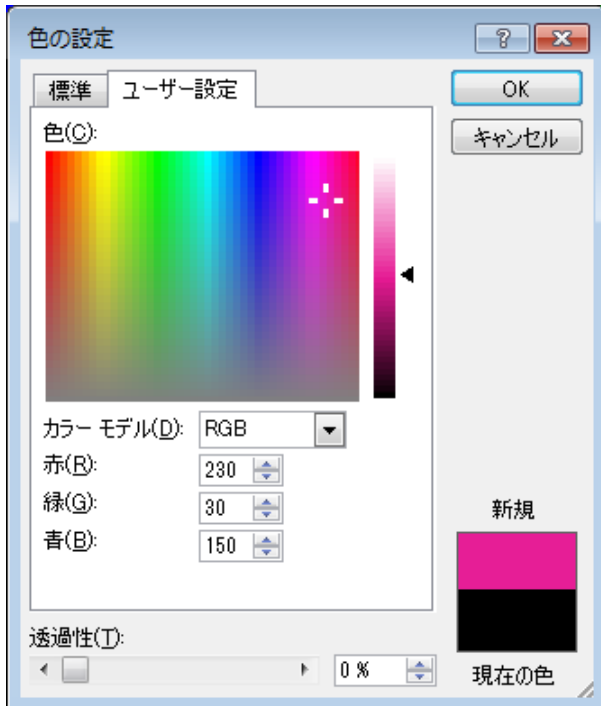 色の設定
標準 ユーザー設定
OK
キャンセル
色(C):
カラー モデル(D): RGB
赤(R): 230
緑(G): 30
青(B): 150
新規
現在の色
透過性(T):
0 %